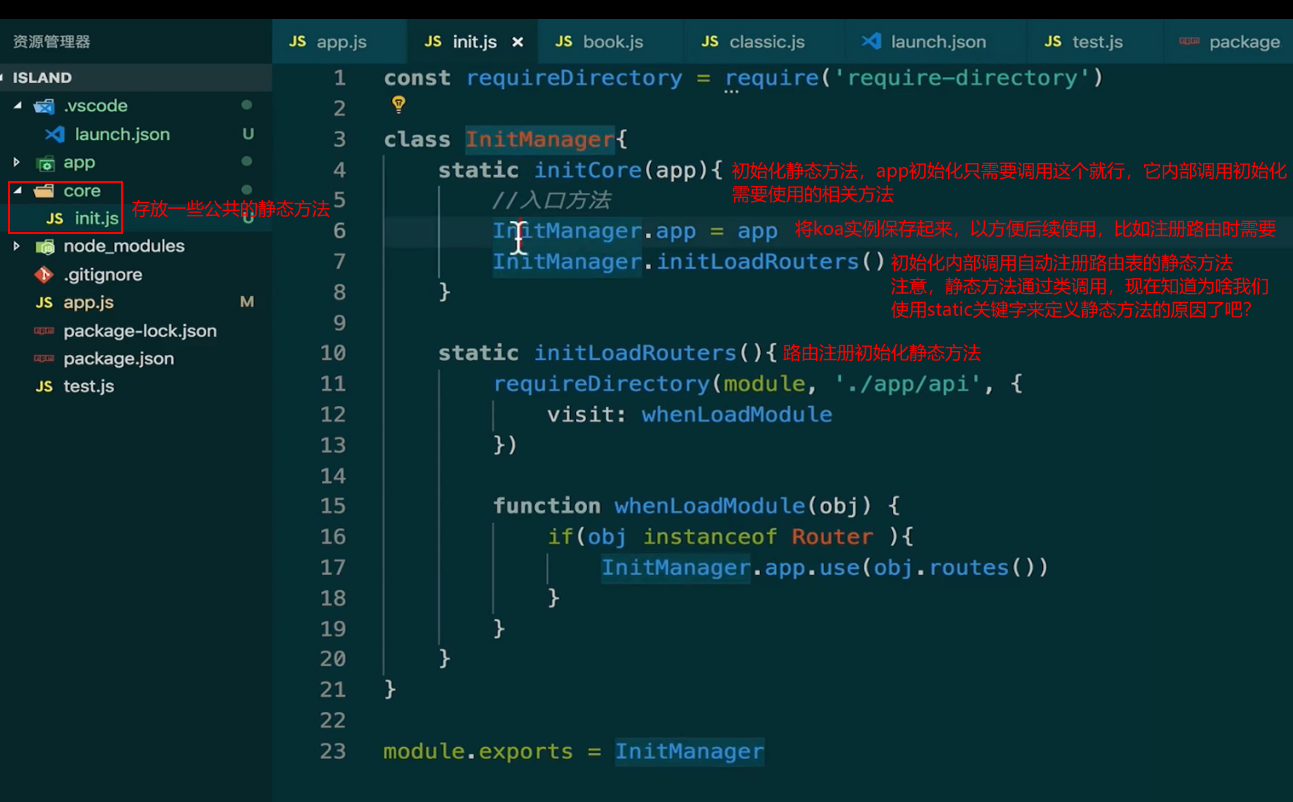 资源管理器
JS app.js
JS init.js ×
JS book.js
JS classic.js
launch.json
JS test.js
package
ISLAND
.vscode
launch.json U
app
core
JS init.js U
存放一些公共的静态方法
node_modules
.gitignore
JS app.js M
package-lock.json
package.json
JS test.js
1 const requireDirectory = require('require-directory')
2
3 class InitManager{
4 static initCore(app){ 初始化静态方法，app初始化只需要调用这个就行，它内部调用初始化
需要使用的相关方法
5 //入口方法
6 InitManager.app = app 将koa实例保存起来，以方便后续使用，比如注册路由时需要
7 InitManager.initLoadRouters() 初始化内部调用自动注册路由表的静态方法
注意，静态方法通过类调用，现在知道为啥我们
8 }
使用static关键字来定义静态方法的原因了吧？
9
10 static initLoadRouters(){ 路由注册初始化静态方法
11 requireDirectory(module, './app/api', {
12 visit: whenLoadModule
13 })
14
15 function whenLoadModule(obj) {
16 if(obj instanceof Router ){
17 InitManager.app.use(obj.routes())
18 }
19 }
20 }
21 }
22
23 module.exports = InitManager